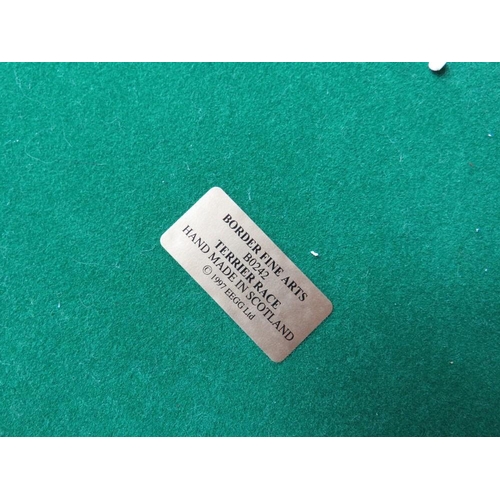 BORDER FINE ARTS
B0242
TERRIER RACE
HAND MADE IN SCOTLAND
© 1997 EEGG Ltd